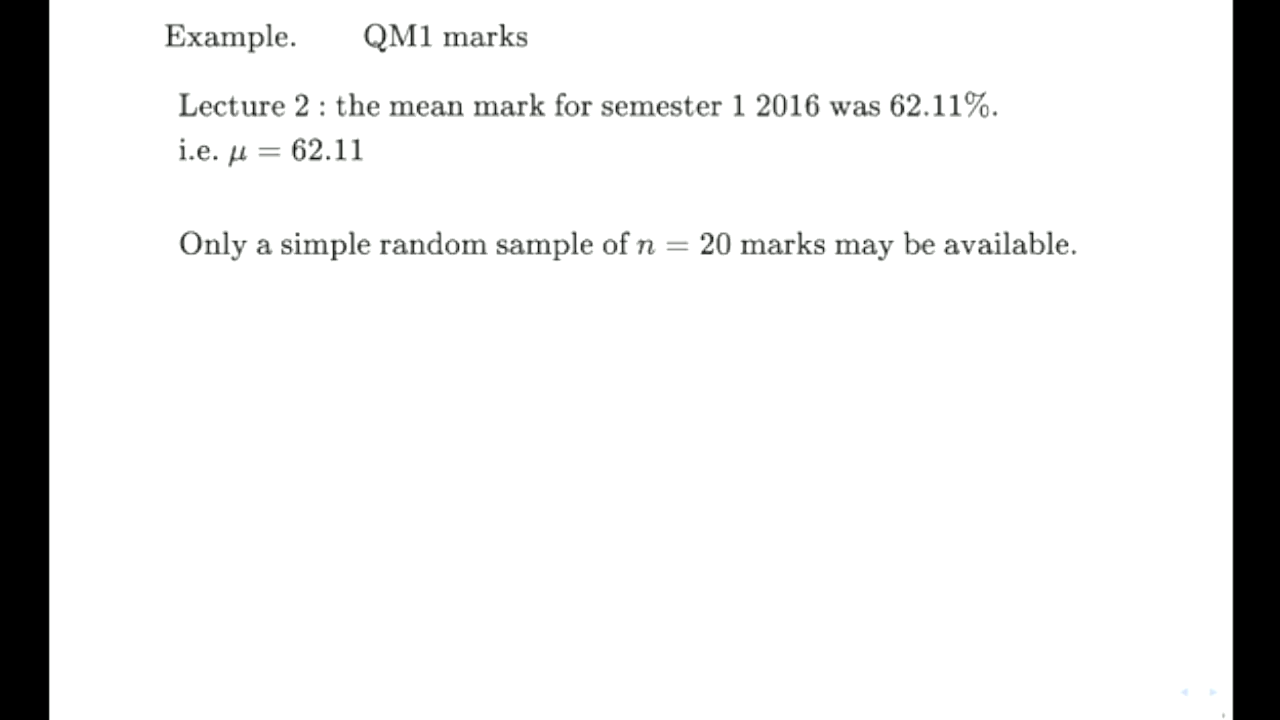 Example. QM1 marks
Lecture 2 : the mean mark for semester 1 2016 was 62.11%.
i.e. μ = 62.11
Only a simple random sample of n = 20 marks may be available.